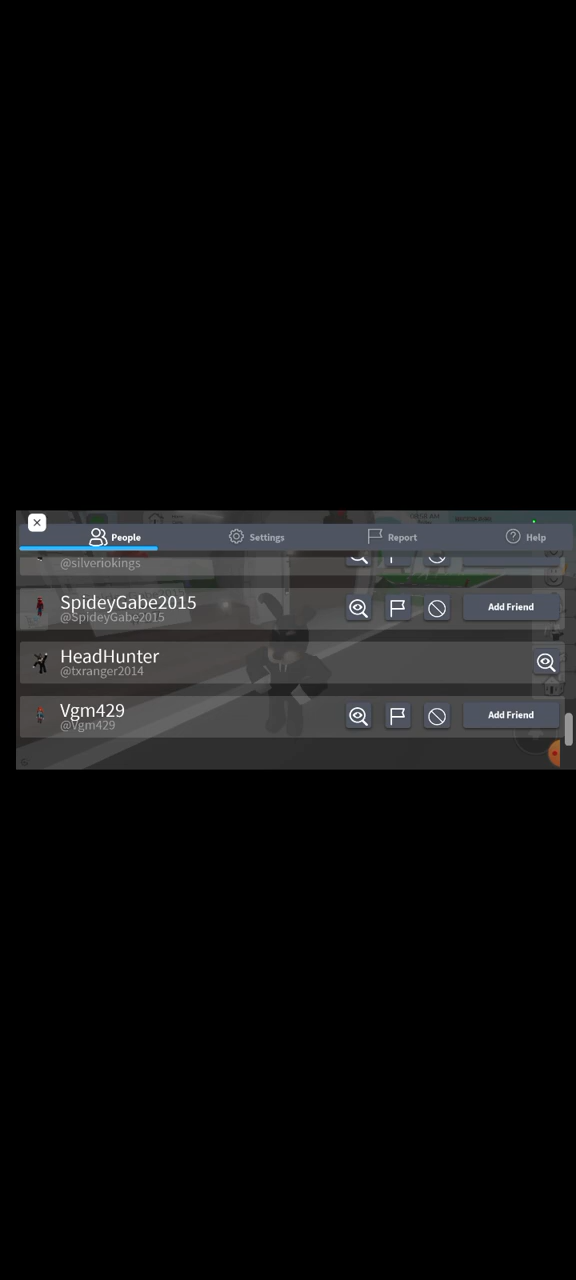 People
Settings
Report
Help
@silveriokings
SpideyGabe2015
@SpideyGabe2015
Add Friend
HeadHunter
@txranger2014
Vgm429
@Vgm429
Add Friend